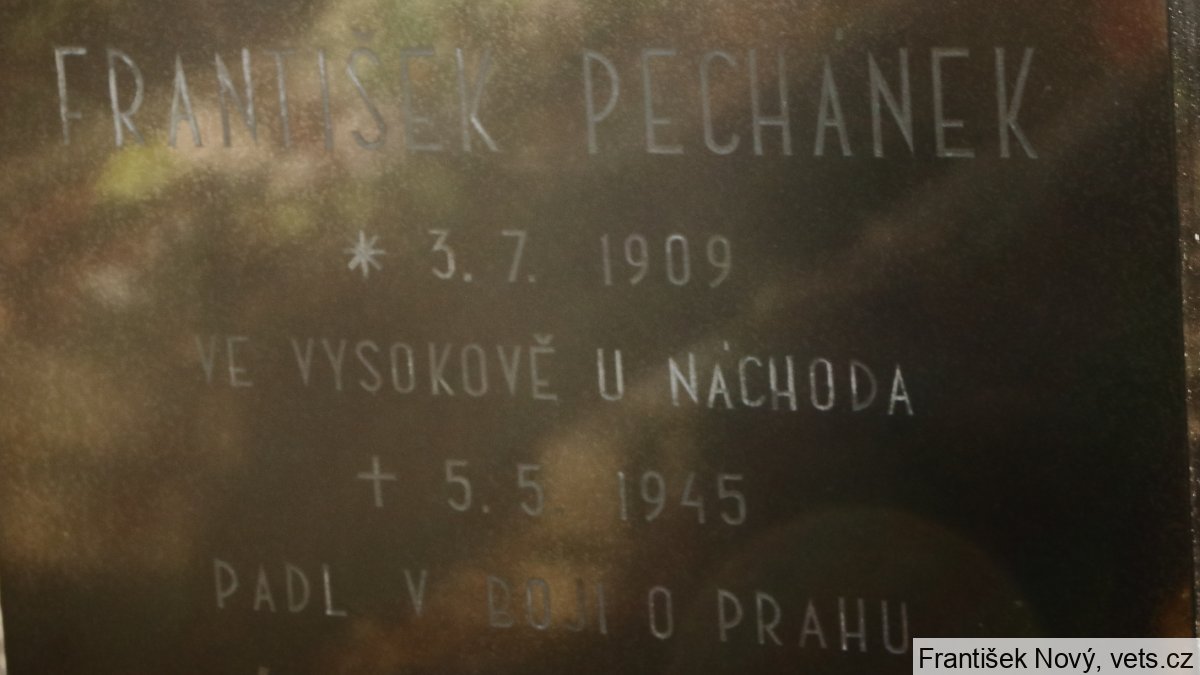 FRANTIŠEK PECHÁNEK
* 3. 7. 1909
VE VYSOKOVĚ U NÁCHODA
+ 5. 5. 1945
PADL V BOJI O PRAHU
František Nový, vets.cz